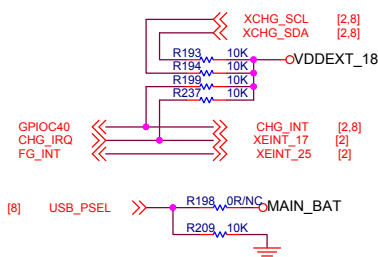 XCHG_SCL [2,8]
XCHG_SDA [2,8]
R193 10K VDDEXT_18
R194 10K
R199 10K
R237 10K
GPIOC40 CHG_INT [2,8]
CHG_IRQ XEINT_17 [2]
FG_INT XEINT_25 [2]
[8] USB_PSEL R198 0R/NC MAIN_BAT
R209 10K